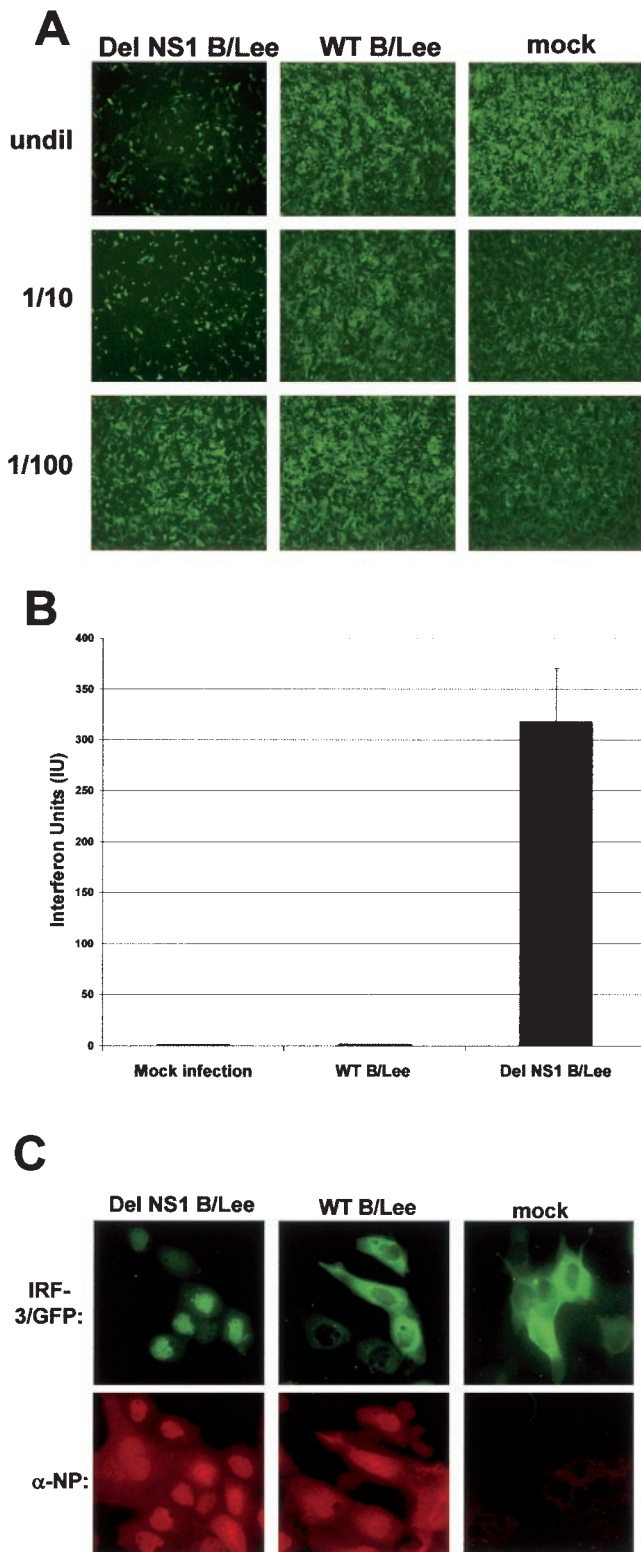 A
Del NS1 B/Lee WT B/Lee mock
undil
1/10
1/100
B
400
350
300
250
200
150
100
50
0
Interferon Units (IU)
Mock infection WT B/Lee Del NS1 B/Lee
C
Del NS1 B/Lee WT B/Lee mock
IRF-
3/GFP:
α-NP: